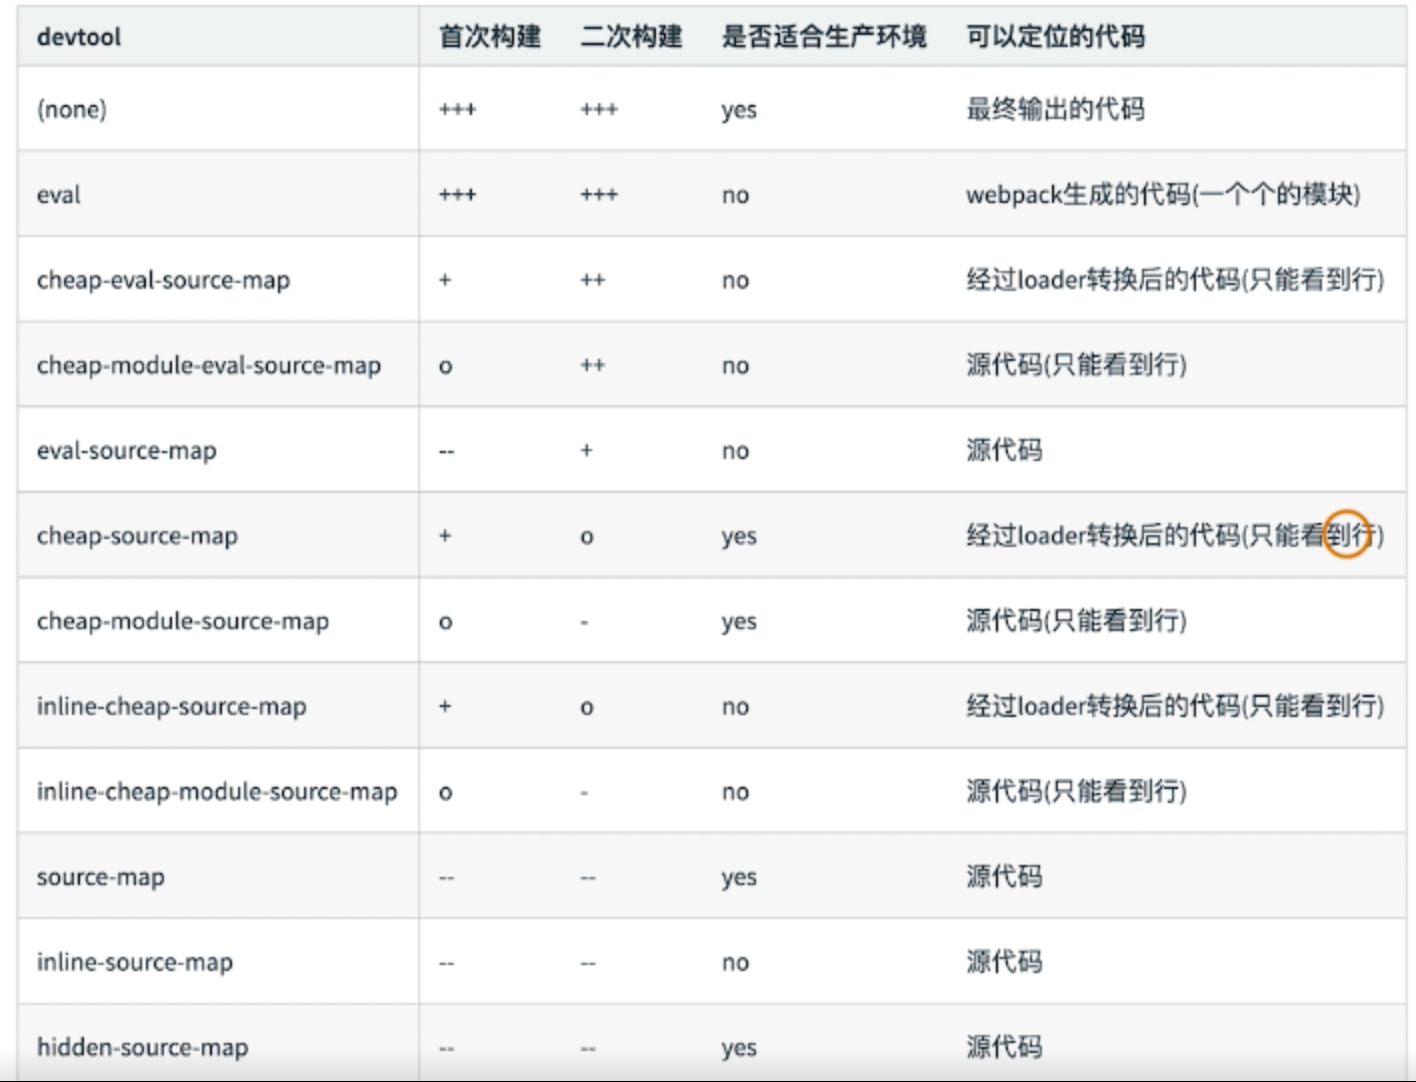 devtool 首次构建 二次构建 是否适合生产环境 可以定位的代码
(none) +++ +++ yes 最终输出的代码
eval +++ +++ no webpack生成的代码(一个个的模块)
cheap-eval-source-map + ++ no 经过loader转换后的代码(只能看到行)
cheap-module-eval-source-map o ++ no 源代码(只能看到行)
eval-source-map -- + no 源代码
cheap-source-map + o yes 经过loader转换后的代码(只能看到行)
cheap-module-source-map o - yes 源代码(只能看到行)
inline-cheap-source-map + o no 经过loader转换后的代码(只能看到行)
inline-cheap-module-source-map o - no 源代码(只能看到行)
source-map -- -- yes 源代码
inline-source-map -- -- no 源代码
hidden-source-map -- -- yes 源代码